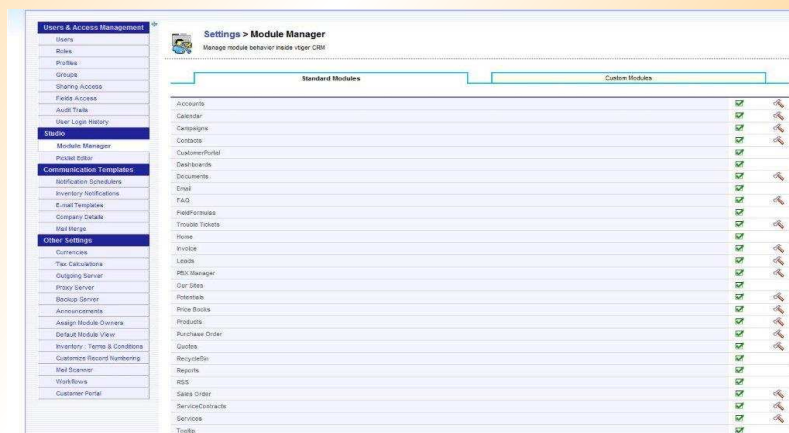 Users & Access Management
Users
Roles
Profiles
Groups
Sharing Access
Fields Access
Audit Trails
User Login History
Studio
Module Manager
Picklist Editor
Communication Templates
Notification Schedulers
Inventory Notifications
E-mail Templates
Company Details
Mail Merge
Other Settings
Currencies
Tax Calculations
Outgoing Server
Proxy Server
Backup Server
Announcements
Assign Module Owners
Default Module View
Inventory : Terms & Conditions
Customize Record Numbering
Mail Scanner
Workflows
Customer Portal
Settings > Module Manager
Manage module behavior inside vtiger CRM
Standard Modules
Custom Modules
Accounts
Calendar
Campaigns
Contacts
CustomerPortal
Dashboards
Documents
Email
FAQ
FieldFormulas
Trouble Tickets
Home
Invoice
Leads
PBX Manager
Our Sites
Potentials
Price Books
Products
Purchase Order
Quotes
RecycleBin
Reports
RSS
Sales Order
ServiceContracts
Services
Tooltip